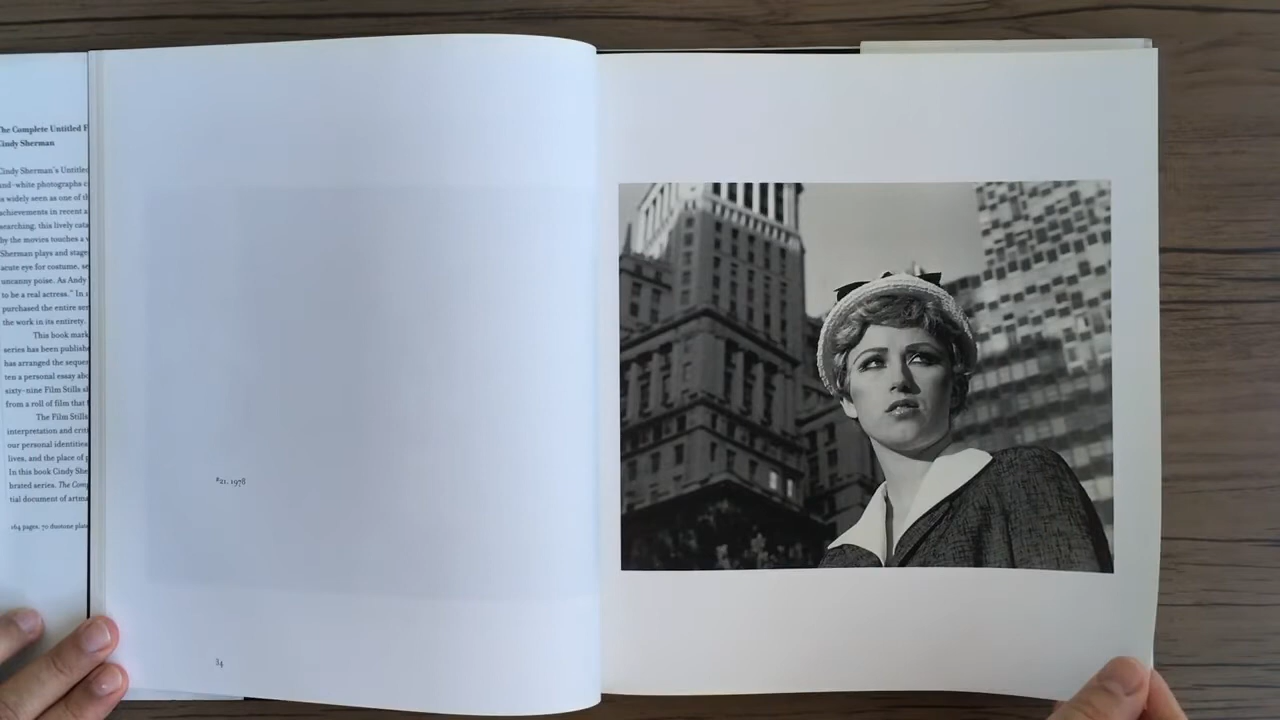 The Complete Untitled F
Cindy Sherman
Cindy Sherman's Untitled
and-white photographs c
is widely seen as one of th
achievements in recent a
searching, this lively cata
by the movies touches a v
Sherman plays and stage
acute eye for costume, se
uncanny poise. As Andy
to be a real actress." In 1
purchased the entire ser
the work in its entirety.
This book mark
series has been publishe
has arranged the seque
ten a personal essay abo
sixty-nine Film Stills al
from a roll of film that
The Film Stills
interpretation and criti
our personal identities
lives, and the place of p
In this book Cindy She
brated series. The Comp
tial document of artma
164 pages, 70 duotone plate
#21, 1978
34